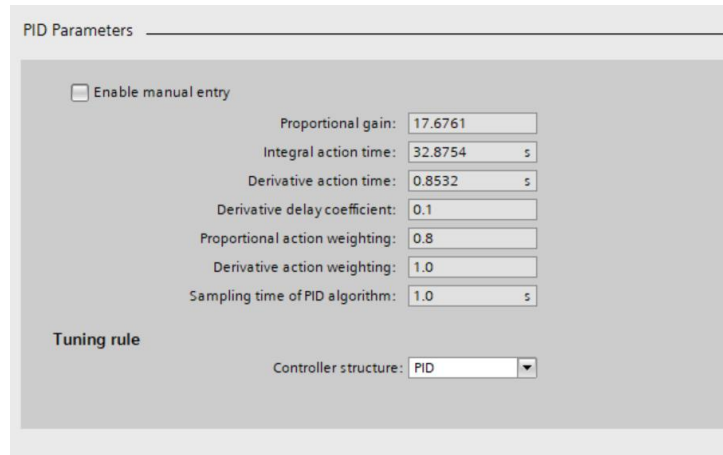 PID Parameters
Enable manual entry
Proportional gain: 17.6761
Integral action time: 32.8754 s
Derivative action time: 0.8532 s
Derivative delay coefficient: 0.1
Proportional action weighting: 0.8
Derivative action weighting: 1.0
Sampling time of PID algorithm: 1.0 s
Tuning rule
Controller structure: PID